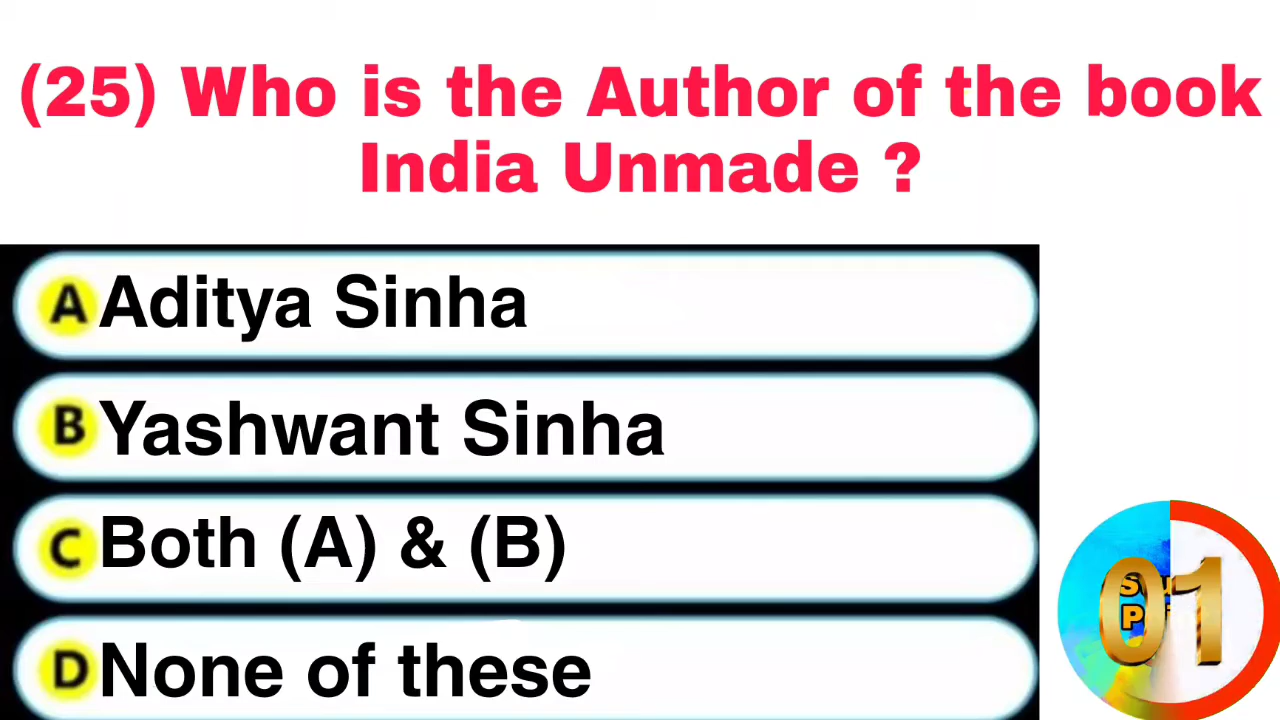 (25) Who is the Author of the book
India Unmade ?
A Aditya Sinha
B Yashwant Sinha
C Both (A) & (B)
D None of these
01